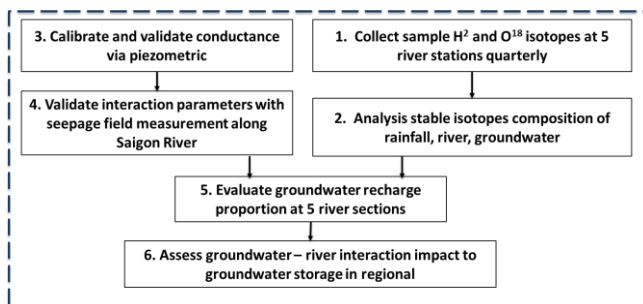 3. Calibrate and validate conductance
via piezometric
1. Collect sample H² and O¹⁸ isotopes at 5
river stations quarterly
4. Validate interaction parameters with
seepage field measurement along
Saigon River
2. Analysis stable isotopes composition of
rainfall, river, groundwater
5. Evaluate groundwater recharge
proportion at 5 river sections
6. Assess groundwater – river interaction impact to
groundwater storage in regional